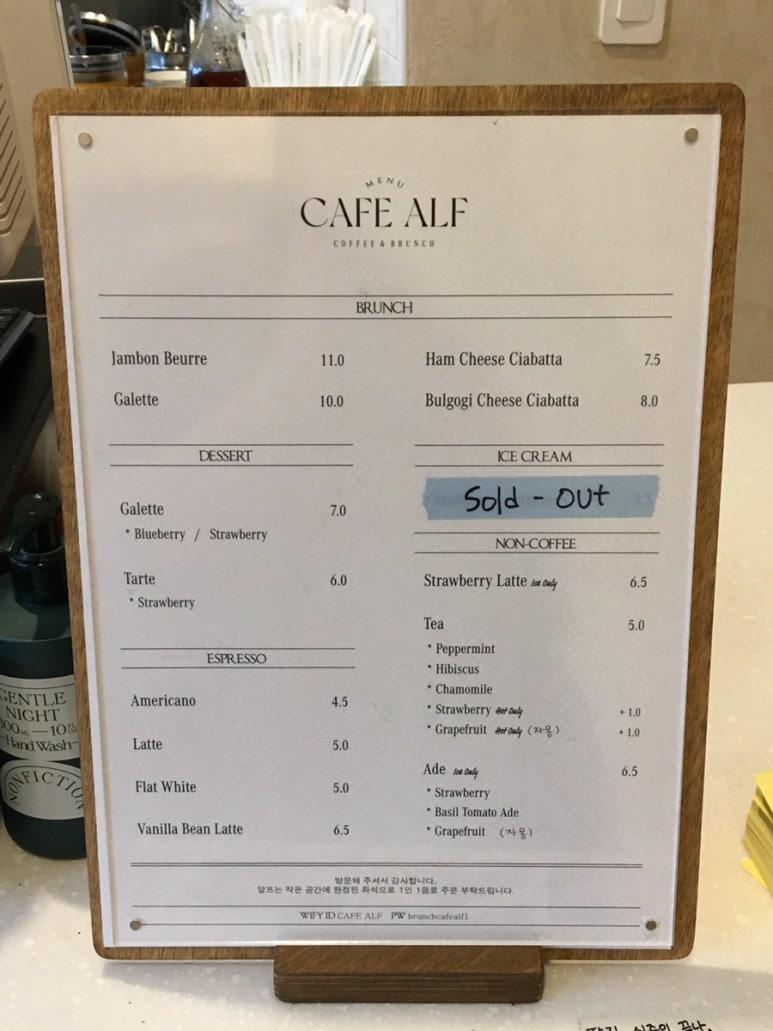 MENU
CAFE ALF
COFFEE & BRUNCH
BRUNCH
Jambon Beurre 11.0
Galette 10.0
Ham Cheese Ciabatta 7.5
Bulgogi Cheese Ciabatta 8.0
DESSERT
Galette 7.0
* Blueberry / Strawberry
Tarte 6.0
* Strawberry
ESPRESSO
Americano 4.5
Latte 5.0
Flat White 5.0
Vanilla Bean Latte 6.5
ICE CREAM
Sold - out
NON-COFFEE
Strawberry Latte Ice Only 6.5
Tea 5.0
* Peppermint
* Hibiscus
* Chamomile
* Strawberry Hot Only + 1.0
* Grapefruit Hot Only (자몽) + 1.0
Ade Ice Only 6.5
* Strawberry
* Basil Tomato Ade
* Grapefruit (자몽)
방문해 주셔서 감사합니다.
알프는 작은 공간에 한정된 좌석으로 1인 1음료 주문 부탁드립니다.
WIFY ID CAFE ALF PW brunchcafealf1
GENTLE
NIGHT
Hand Wash
NONFICTION